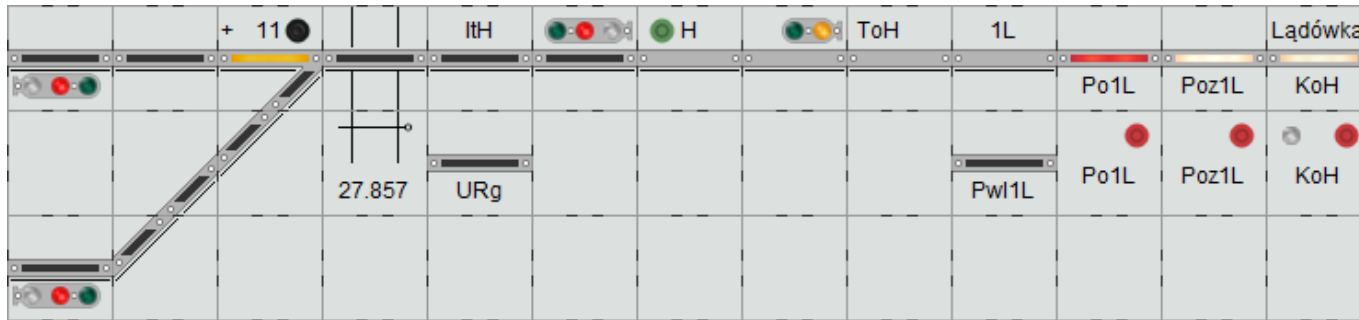 + 11 ItH H ToH 1L Lądówka
Po1L Poz1L KoH
27.857 URg Pwl1L Po1L Poz1L KoH